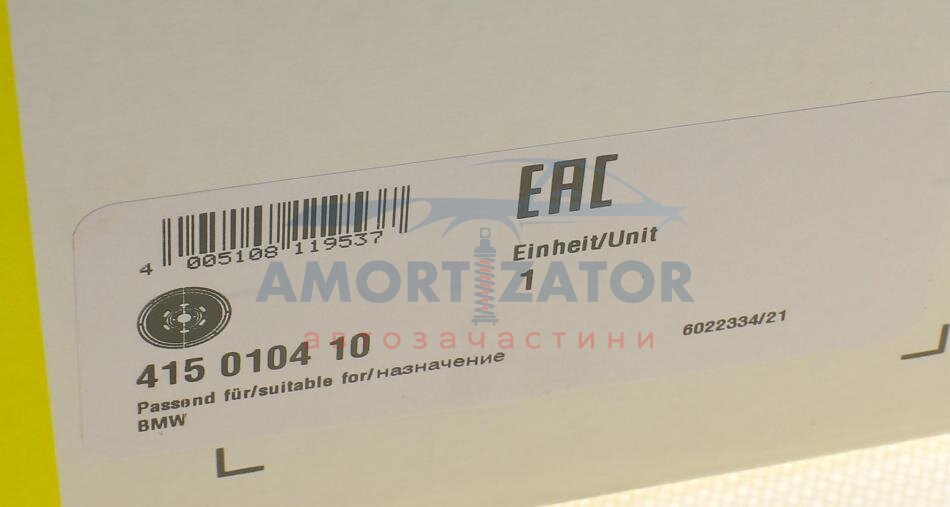 EAC
4 005108 119537
Einheit/Unit
1
AMORTIZATOR
автозачастини
415 0104 10
6022334/21
Passend für/suitable for/назначение
BMW